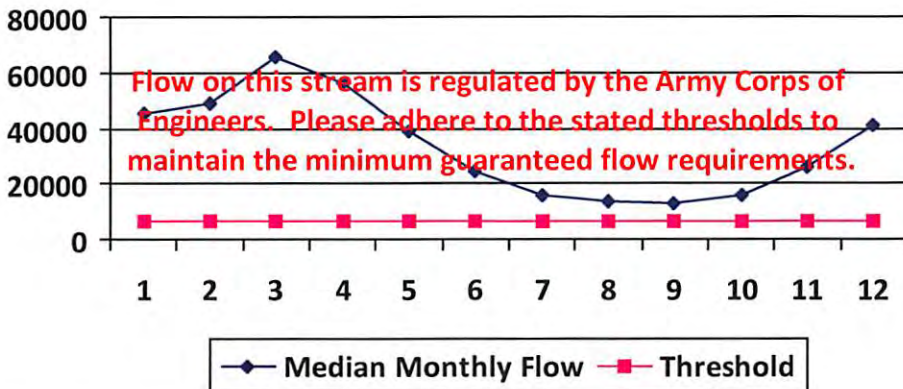 80000
60000
40000
20000
0
Flow on this stream is regulated by the Army Corps of
Engineers. Please adhere to the stated thresholds to
maintain the minimum guaranteed flow requirements.
1 2 3 4 5 6 7 8 9 10 11 12
Median Monthly Flow Threshold